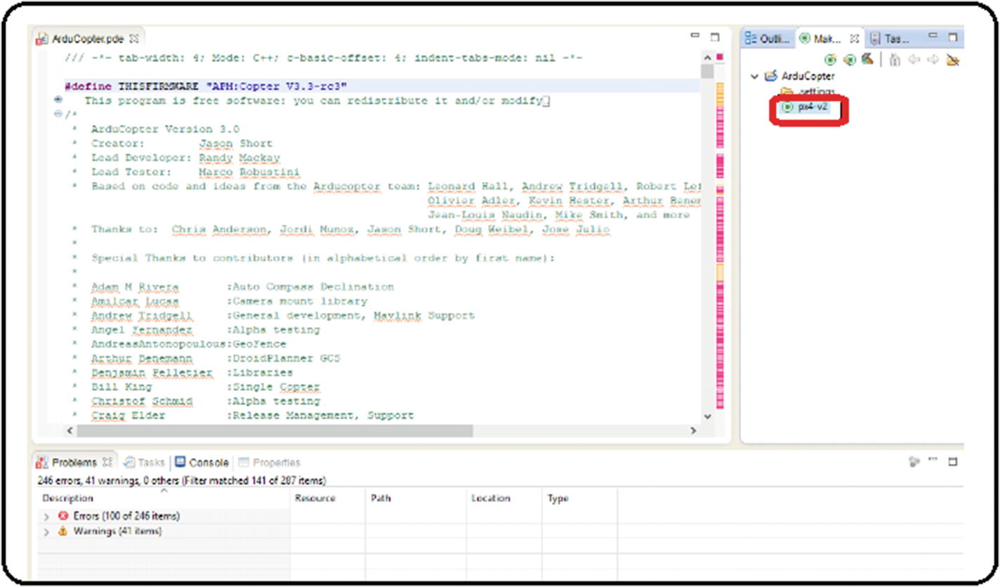 ArduCopter.pde
/// -*- tab-width: 4; Mode: C++; c-basic-offset: 4; indent-tabs-mode: nil -*-
#define THISFIRMWARE "APM:Copter V3.3-rc3"
This program is free software: you can redistribute it and/or modify
/*
* ArduCopter Version 3.0
* Creator: Jason Short
* Lead Developer: Randy Mackay
* Lead Tester: Marco Robustini
* Based on code and ideas from the Arducopter team: Leonard Hall, Andrew Tridgell, Robert Lef
Olivier Adler, Kevin Hester, Arthur Benem
Jean-Louis Naudin, Mike Smith, and more
* Thanks to: Chris Anderson, Jordi Munoz, Jason Short, Doug Weibel, Jose Julio
*
* Special Thanks to contributors (in alphabetical order by first name):
*
* Adam M Rivera :Auto Compass Declination
* Amilcar Lucas :Camera mount library
* Andrew Tridgell :General development, Mavlink Support
* Angel Fernandez :Alpha testing
* AndreasAntonopoulous:GeoFence
* Arthur Benemann :DroidPlanner GCS
* Benjamin Pelletier :Libraries
* Bill King :Single Copter
* Christof Schmid :Alpha testing
* Craig Elder :Release Management, Support
Outli... Mak... Tas...
ArduCopter
.settings
px4-v2
Problems Tasks Console Properties
246 errors, 41 warnings, 0 others (Filter matched 141 of 287 items)
Description Resource Path Location Type
Errors (100 of 246 items)
Warnings (41 items)